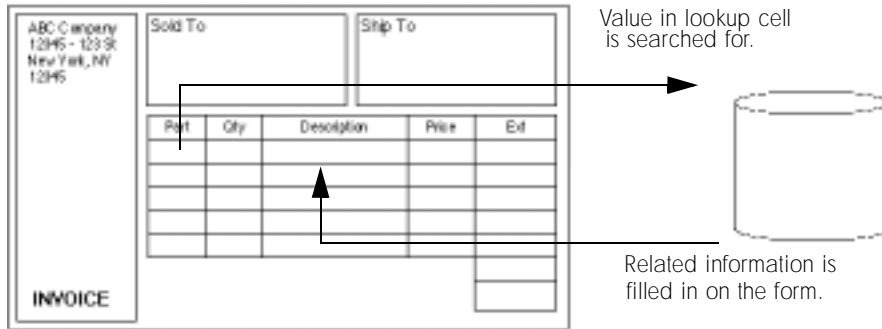 ABC Company
12345 - 123 St
New York, NY
12345
Sold To
Ship To
Value in lookup cell
is searched for.
Part Qty Description Price Ext
Related information is
filled in on the form.
INVOICE